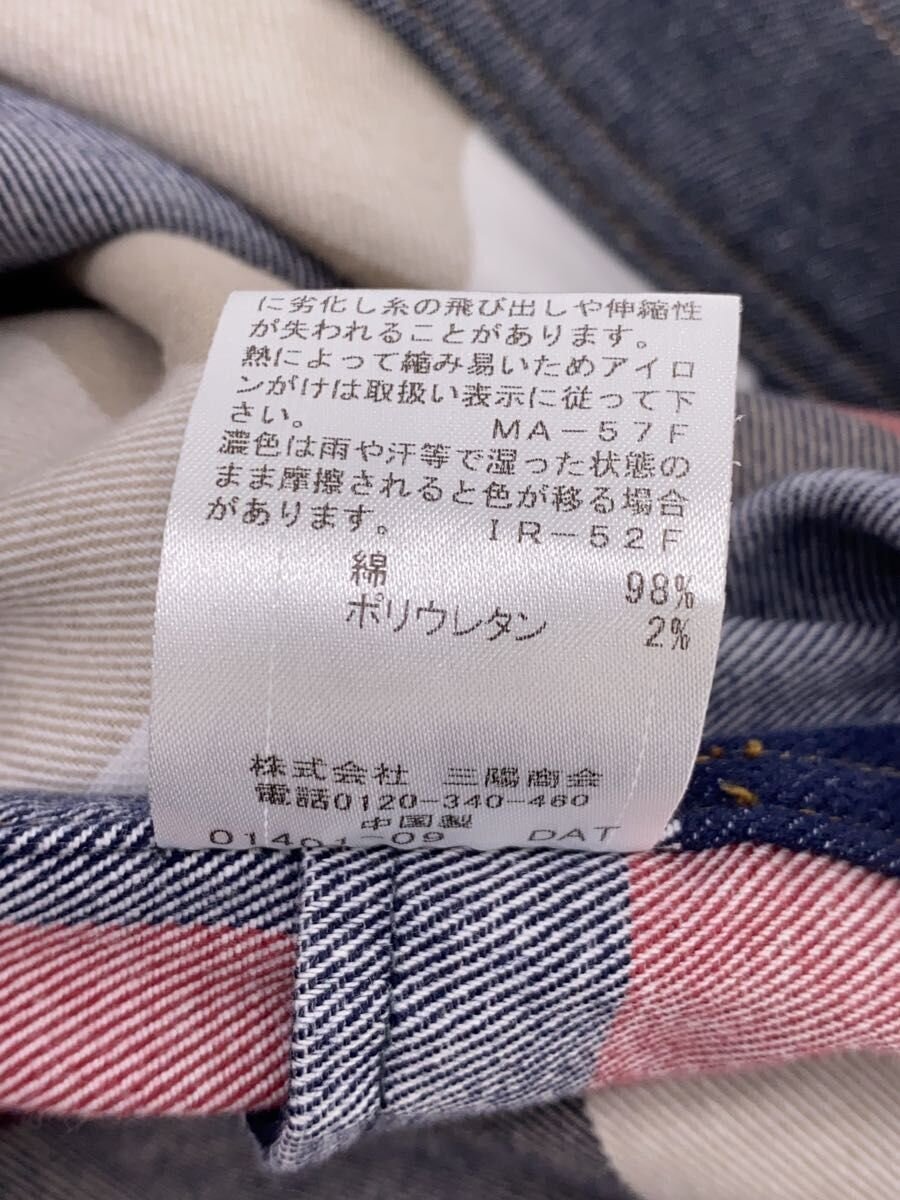 に劣化し糸の飛び出しや伸縮性
が失われることがあります。
熱によって縮み易いためアイロ
ンがけは取扱い表示に従って下
さい。 MA-57F
濃色は雨や汗等で湿った状態の
まま摩擦されると色が移る場合
があります。 IR-52F
綿 98%
ポリウレタン 2%
株式会社 三陽商会
電話0120-340-460
中国製
01401-09 DAT